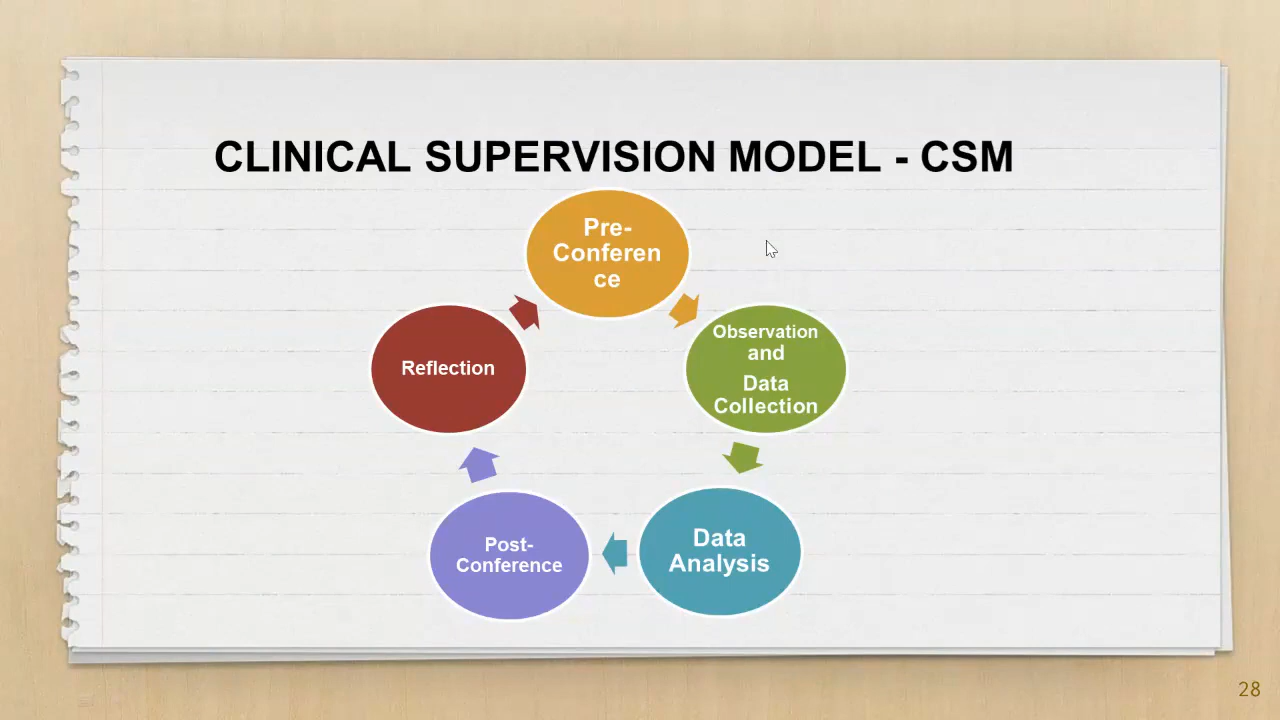 CLINICAL SUPERVISION MODEL - CSM
Pre-
Conferen
ce
Observation
and
Data
Collection
Data
Analysis
Post-
Conference
Reflection
28